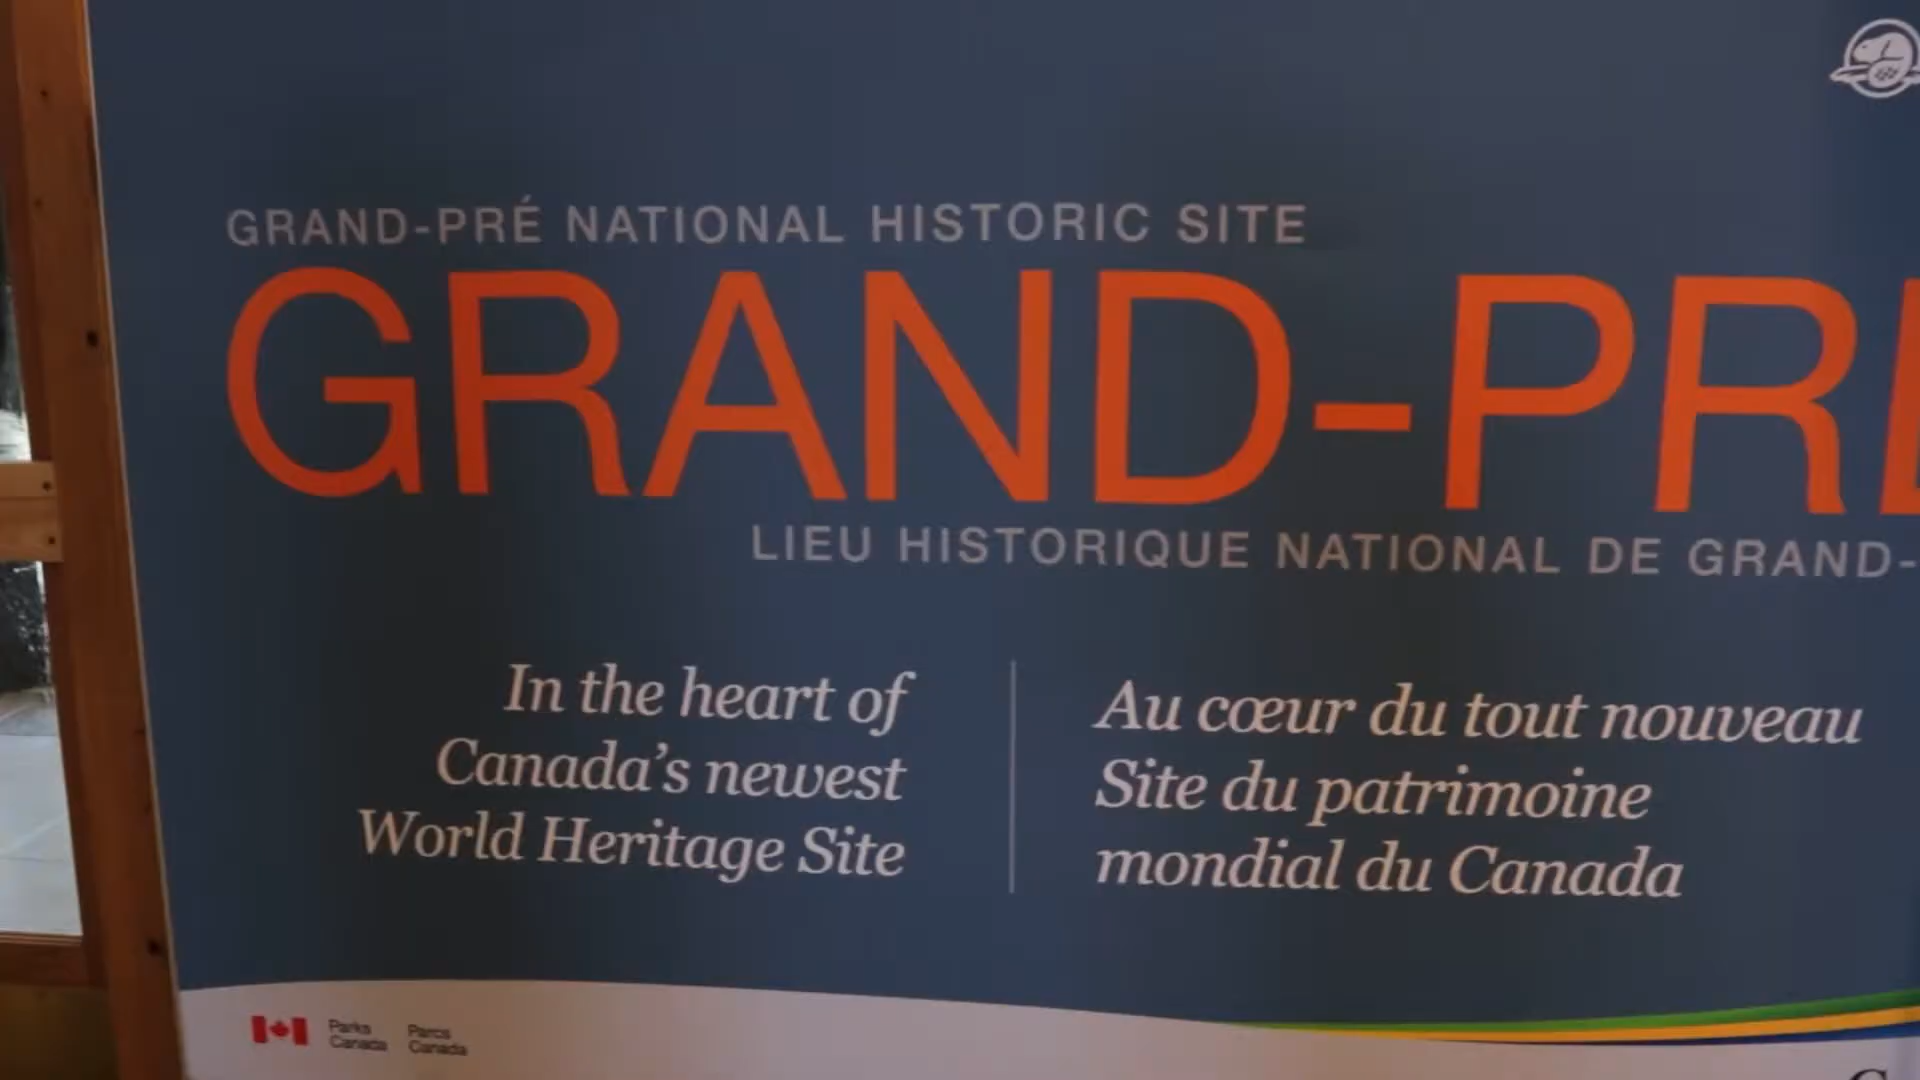 GRAND-PRÉ NATIONAL HISTORIC SITE
GRAND-PR
LIEU HISTORIQUE NATIONAL DE GRAND-
In the heart of
Canada's newest
World Heritage Site
Au cœur du tout nouveau
Site du patrimoine
mondial du Canada
Parks Canada
Parcs Canada